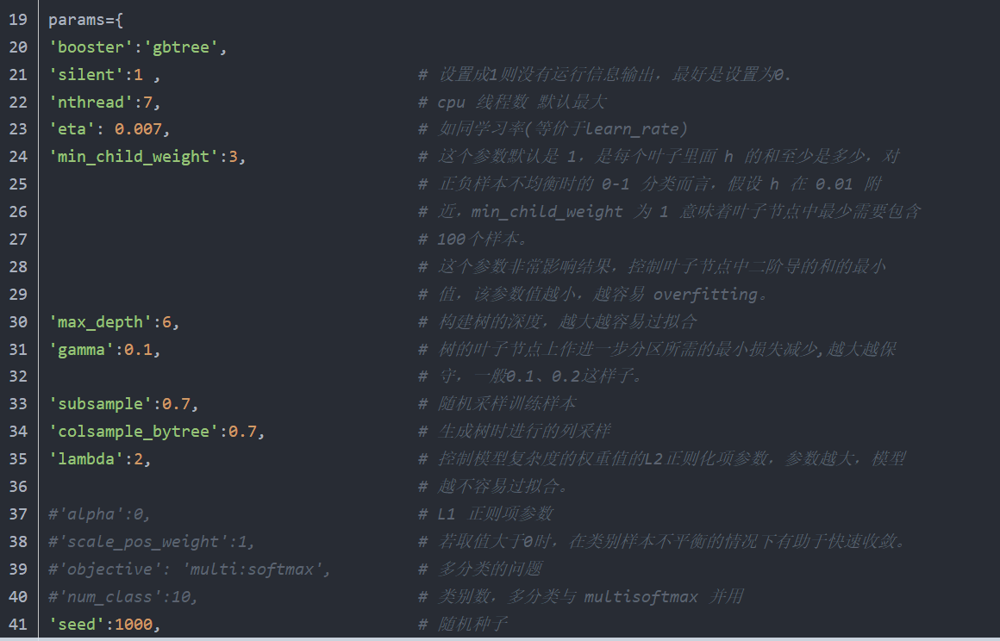 19 params={
20 'booster':'gbtree',
21 'silent':1 , # 设置成1则没有运行信息输出，最好是设置为0.
22 'nthread':7, # cpu 线程数 默认最大
23 'eta': 0.007, # 如同学习率(等价于learn_rate)
24 'min_child_weight':3, # 这个参数默认是 1，是每个叶子里面 h 的和至少是多少，对
25 # 正负样本不均衡时的 0-1 分类而言，假设 h 在 0.01 附
26 # 近，min_child_weight 为 1 意味着叶子节点中最少需要包含
27 # 100个样本。
28 # 这个参数非常影响结果，控制叶子节点中二阶导的和的最小
29 # 值，该参数值越小，越容易 overfitting。
30 'max_depth':6, # 构建树的深度，越大越容易过拟合
31 'gamma':0.1, # 树的叶子节点上作进一步分区所需的最小损失减少,越大越保
32 # 守，一般0.1、0.2这样子。
33 'subsample':0.7, # 随机采样训练样本
34 'colsample_bytree':0.7, # 生成树时进行的列采样
35 'lambda':2, # 控制模型复杂度的权重值的L2正则化项参数，参数越大，模型
36 # 越不容易过拟合。
37 #'alpha':0, # L1 正则项参数
38 #'scale_pos_weight':1, # 若取值大于0时，在类别样本不平衡的情况下有助于快速收敛。
39 #'objective': 'multi:softmax', # 多分类的问题
40 #'num_class':10, # 类别数，多分类与 multisoftmax 并用
41 'seed':1000, # 随机种子